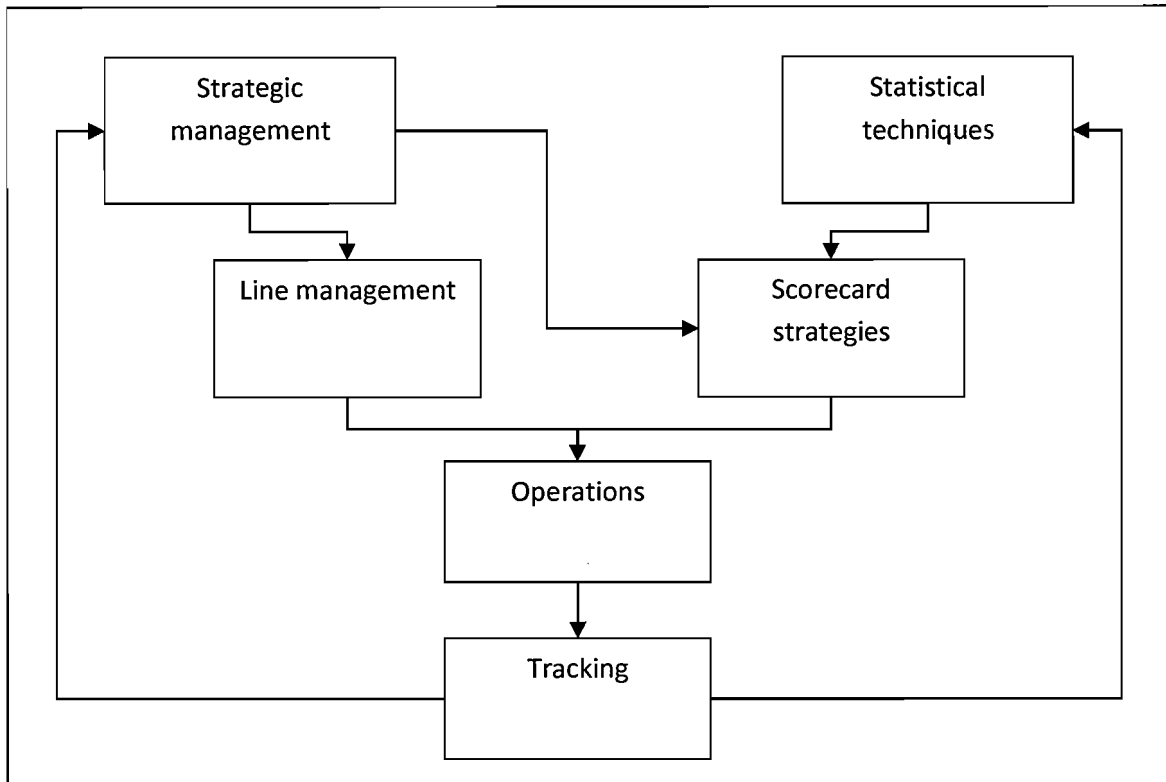 Strategic
management
Statistical
techniques
Line management
Scorecard
strategies
Operations
Tracking